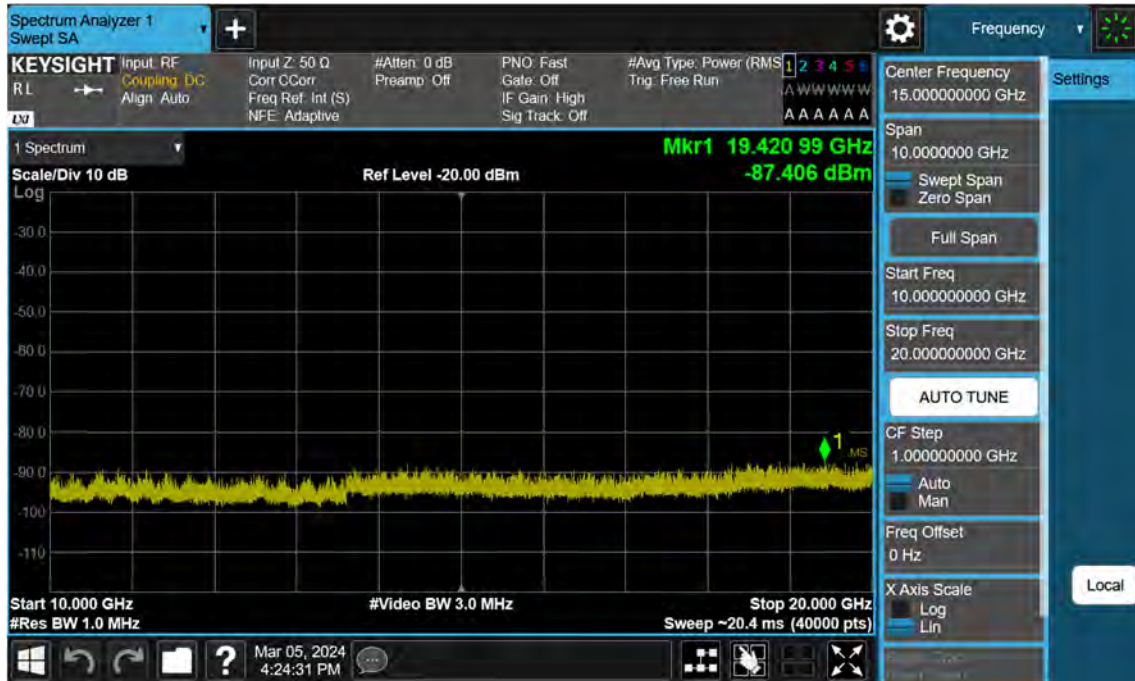 Spectrum Analyzer 1
Swept SA
+
Frequency
KEYSIGHT
R L
LXI
Input: RF
Coupling: DC
Align: Auto
Input Z: 50 Ω
Corr CCorr
Freq Ref: Int (S)
NFE: Adaptive
#Atten: 0 dB
Preamp: Off
PNO: Fast
Gate: Off
IF Gain: High
Sig Track: Off
#Avg Type: Power (RMS
Trig: Free Run
1 2 3 4 5 6
A W W W W W
A A A A A A
1 Spectrum
Mkr1 19.420 99 GHz
Scale/Div 10 dB
Ref Level -20.00 dBm
-87.406 dBm
Log
-30.0
-40.0
-50.0
-60.0
-70.0
-80.0
-90.0
-100
-110
1
Start 10.000 GHz
#Video BW 3.0 MHz
Stop 20.000 GHz
#Res BW 1.0 MHz
Sweep ~20.4 ms (40000 pts)
?
Mar 05, 2024
4:24:31 PM
Center Frequency
15.000000000 GHz
Settings
Span
10.0000000 GHz
Swept Span
Zero Span
Full Span
Start Freq
10.000000000 GHz
Stop Freq
20.000000000 GHz
AUTO TUNE
CF Step
1.000000000 GHz
Auto
Man
Freq Offset
0 Hz
X Axis Scale
Log
Lin
Local